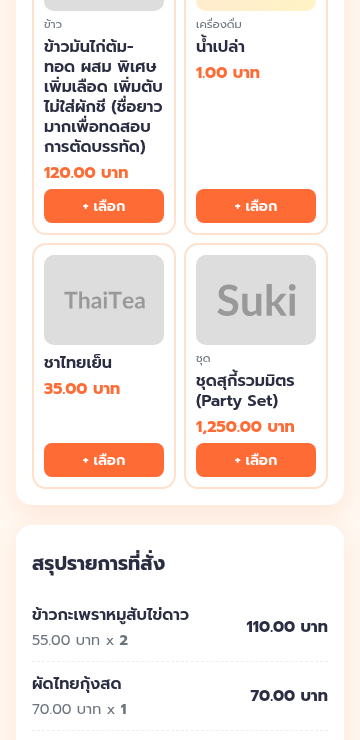 ข้าว
ข้าวมันไก่ต้ม-
ทอด ผสม พิเศษ
เพิ่มเลือด เพิ่มตับ
ไม่ใส่ผักชี (ชื่อยาว
มากเพื่อทดสอบ
การตัดบรรทัด)
120.00 บาท
+ เลือก
เครื่องดื่ม
น้ำเปล่า
1.00 บาท
+ เลือก
ThaiTea
ชาไทยเย็น
35.00 บาท
+ เลือก
Suki
ชุด
ชุดสุกี้รวมมิตร
(Party Set)
1,250.00 บาท
+ เลือก
สรุปรายการที่สั่ง
ข้าวกะเพราหมูสับไข่ดาว
55.00 บาท x 2
110.00 บาท
ผัดไทยกุ้งสด
70.00 บาท x 1
70.00 บาท